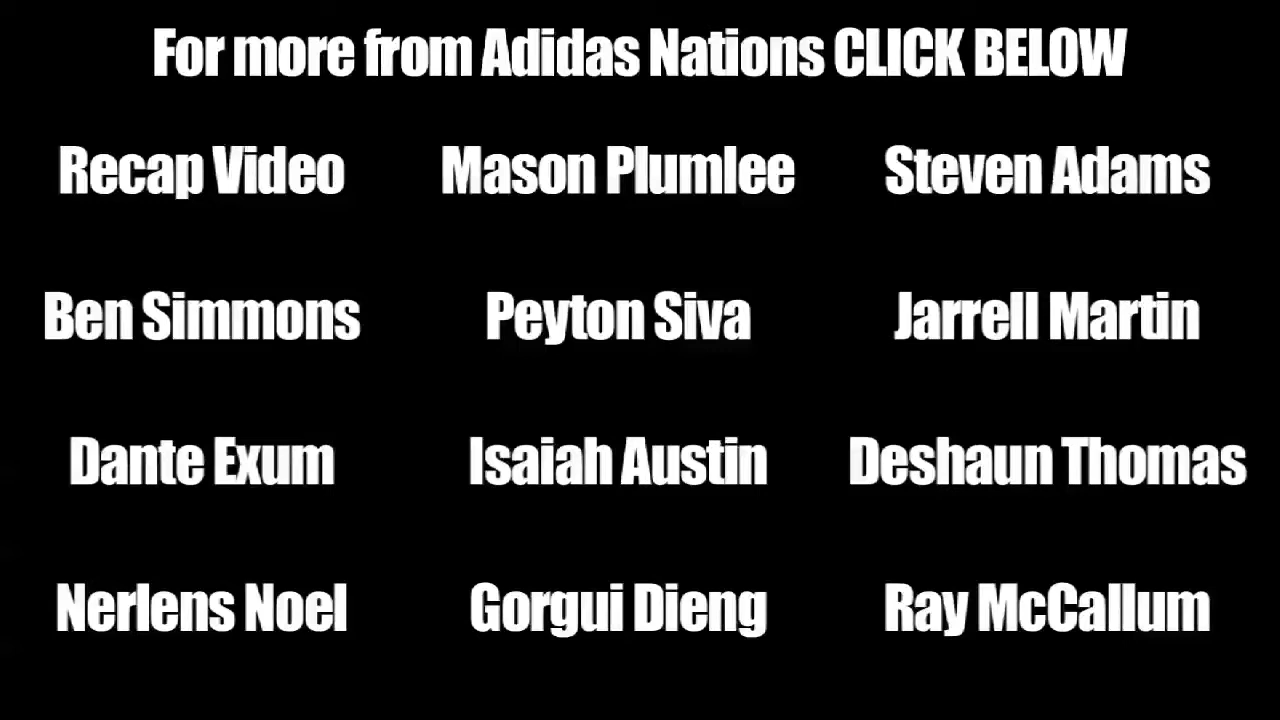 For more from Adidas Nations CLICK BELOW
Recap Video Mason Plumlee Steven Adams
Ben Simmons Peyton Siva Jarrell Martin
Dante Exum Isaiah Austin Deshaun Thomas
Nerlens Noel Gorgui Dieng Ray McCallum